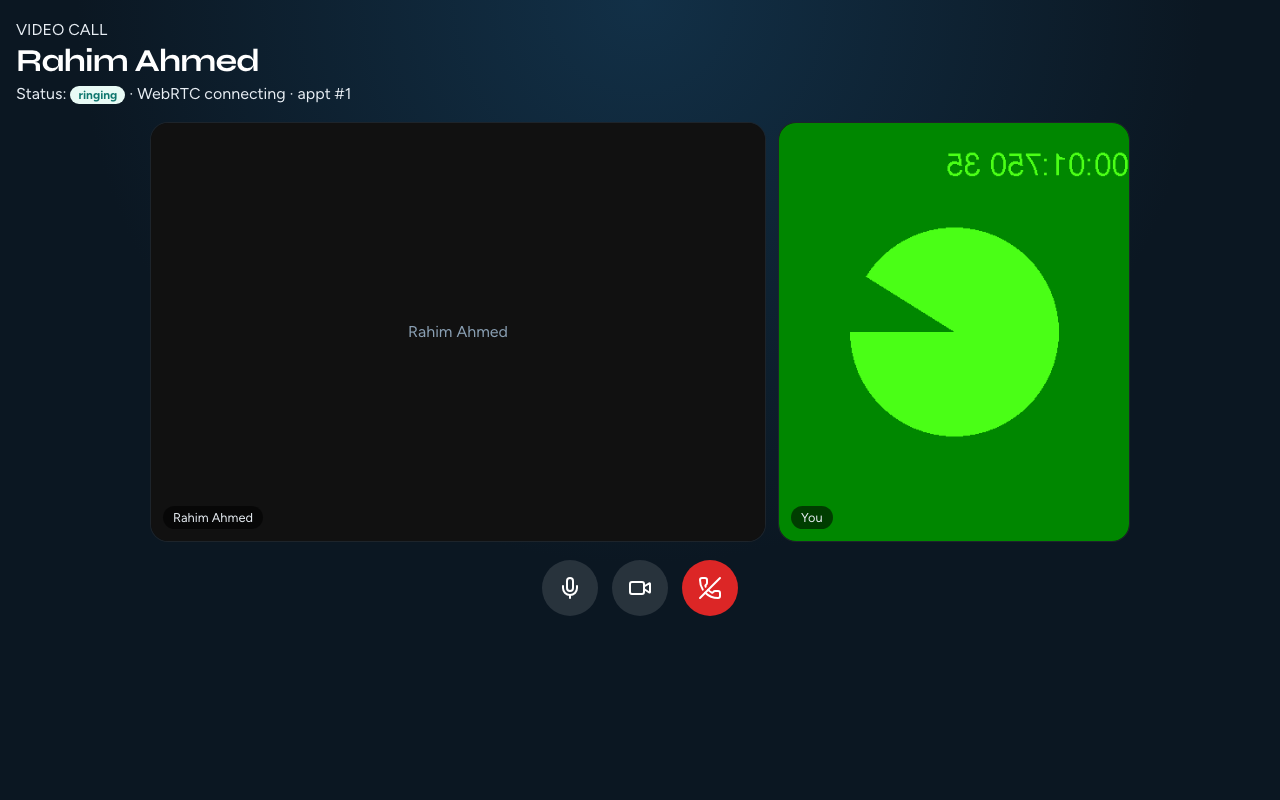 VIDEO CALL
Rahim Ahmed
Status: ringing · WebRTC connecting · appt #1
00:01:750 35
Rahim Ahmed
Rahim Ahmed
You